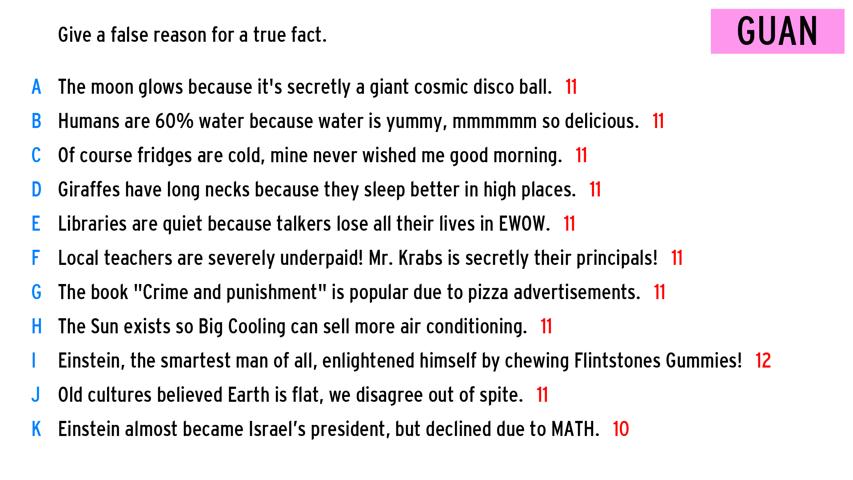 Give a false reason for a true fact.
GUAN
A The moon glows because it's secretly a giant cosmic disco ball. 11
B Humans are 60% water because water is yummy, mmmmmm so delicious. 11
C Of course fridges are cold, mine never wished me good morning. 11
D Giraffes have long necks because they sleep better in high places. 11
E Libraries are quiet because talkers lose all their lives in EWOW. 11
F Local teachers are severely underpaid! Mr. Krabs is secretly their principals! 11
G The book "Crime and punishment" is popular due to pizza advertisements. 11
H The Sun exists so Big Cooling can sell more air conditioning. 11
I Einstein, the smartest man of all, enlightened himself by chewing Flintstones Gummies! 12
J Old cultures believed Earth is flat, we disagree out of spite. 11
K Einstein almost became Israel’s president, but declined due to MATH. 10